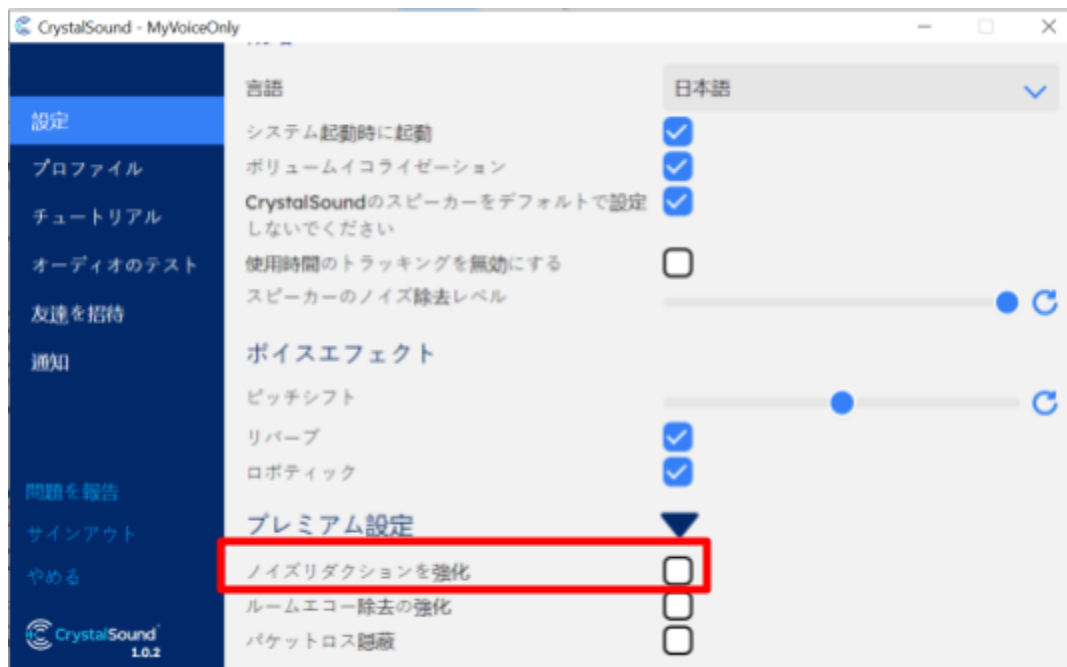 CrystalSound - MyVoiceOnly
設定
プロファイル
チュートリアル
オーディオのテスト
友達を招待
通知
問題を報告
サインアウト
やめる
CrystalSound
1.0.2
言語
日本語
システム起動時に起動
ボリュームイコライゼーション
CrystalSoundのスピーカーをデフォルトで設定
しないでください
使用時間のトラッキングを無効にする
スピーカーのノイズ除去レベル
ボイスエフェクト
ピッチシフト
リバーブ
ロボティック
プレミアム設定
ノイズリダクションを強化
ルームエコー除去の強化
パケットロス隠蔽